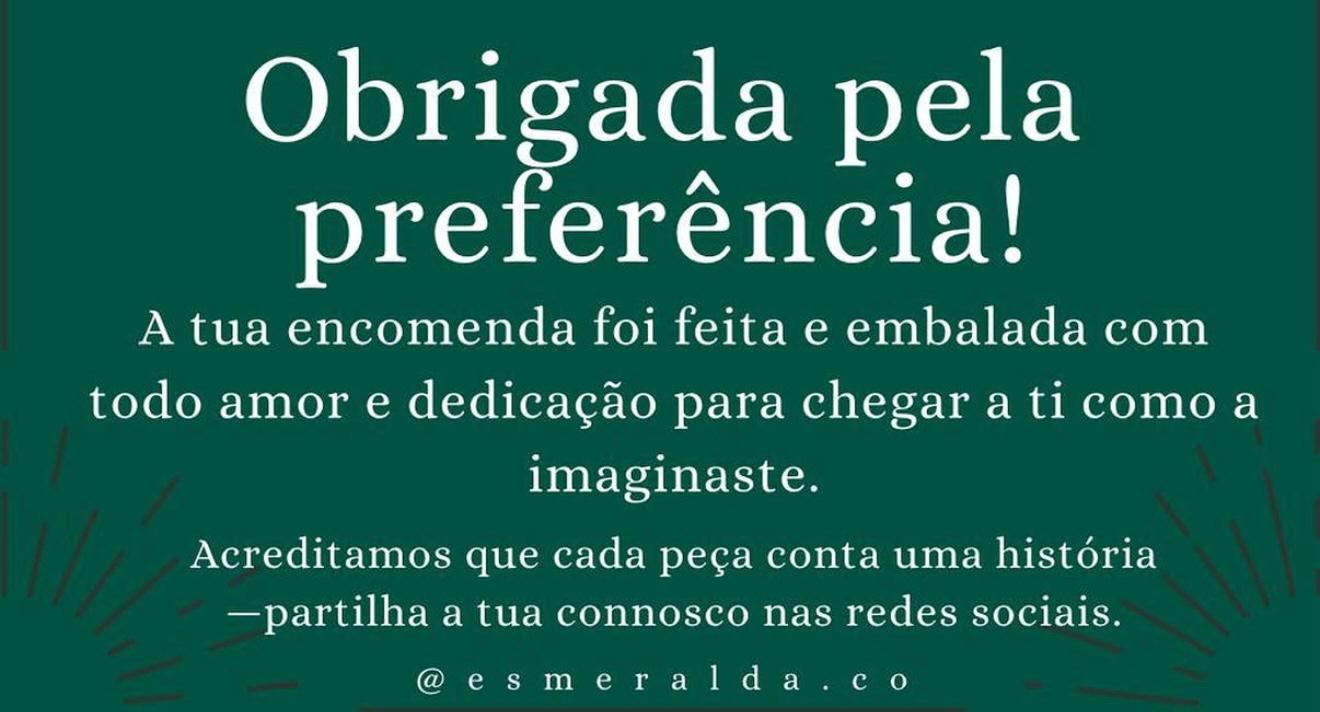 Obrigada pela
preferência!
A tua encomenda foi feita e embalada com
todo amor e dedicação para chegar a ti como a
imaginaste.
Acreditamos que cada peça conta uma história
—partilha a tua connosco nas redes sociais.
@esmeralda.co